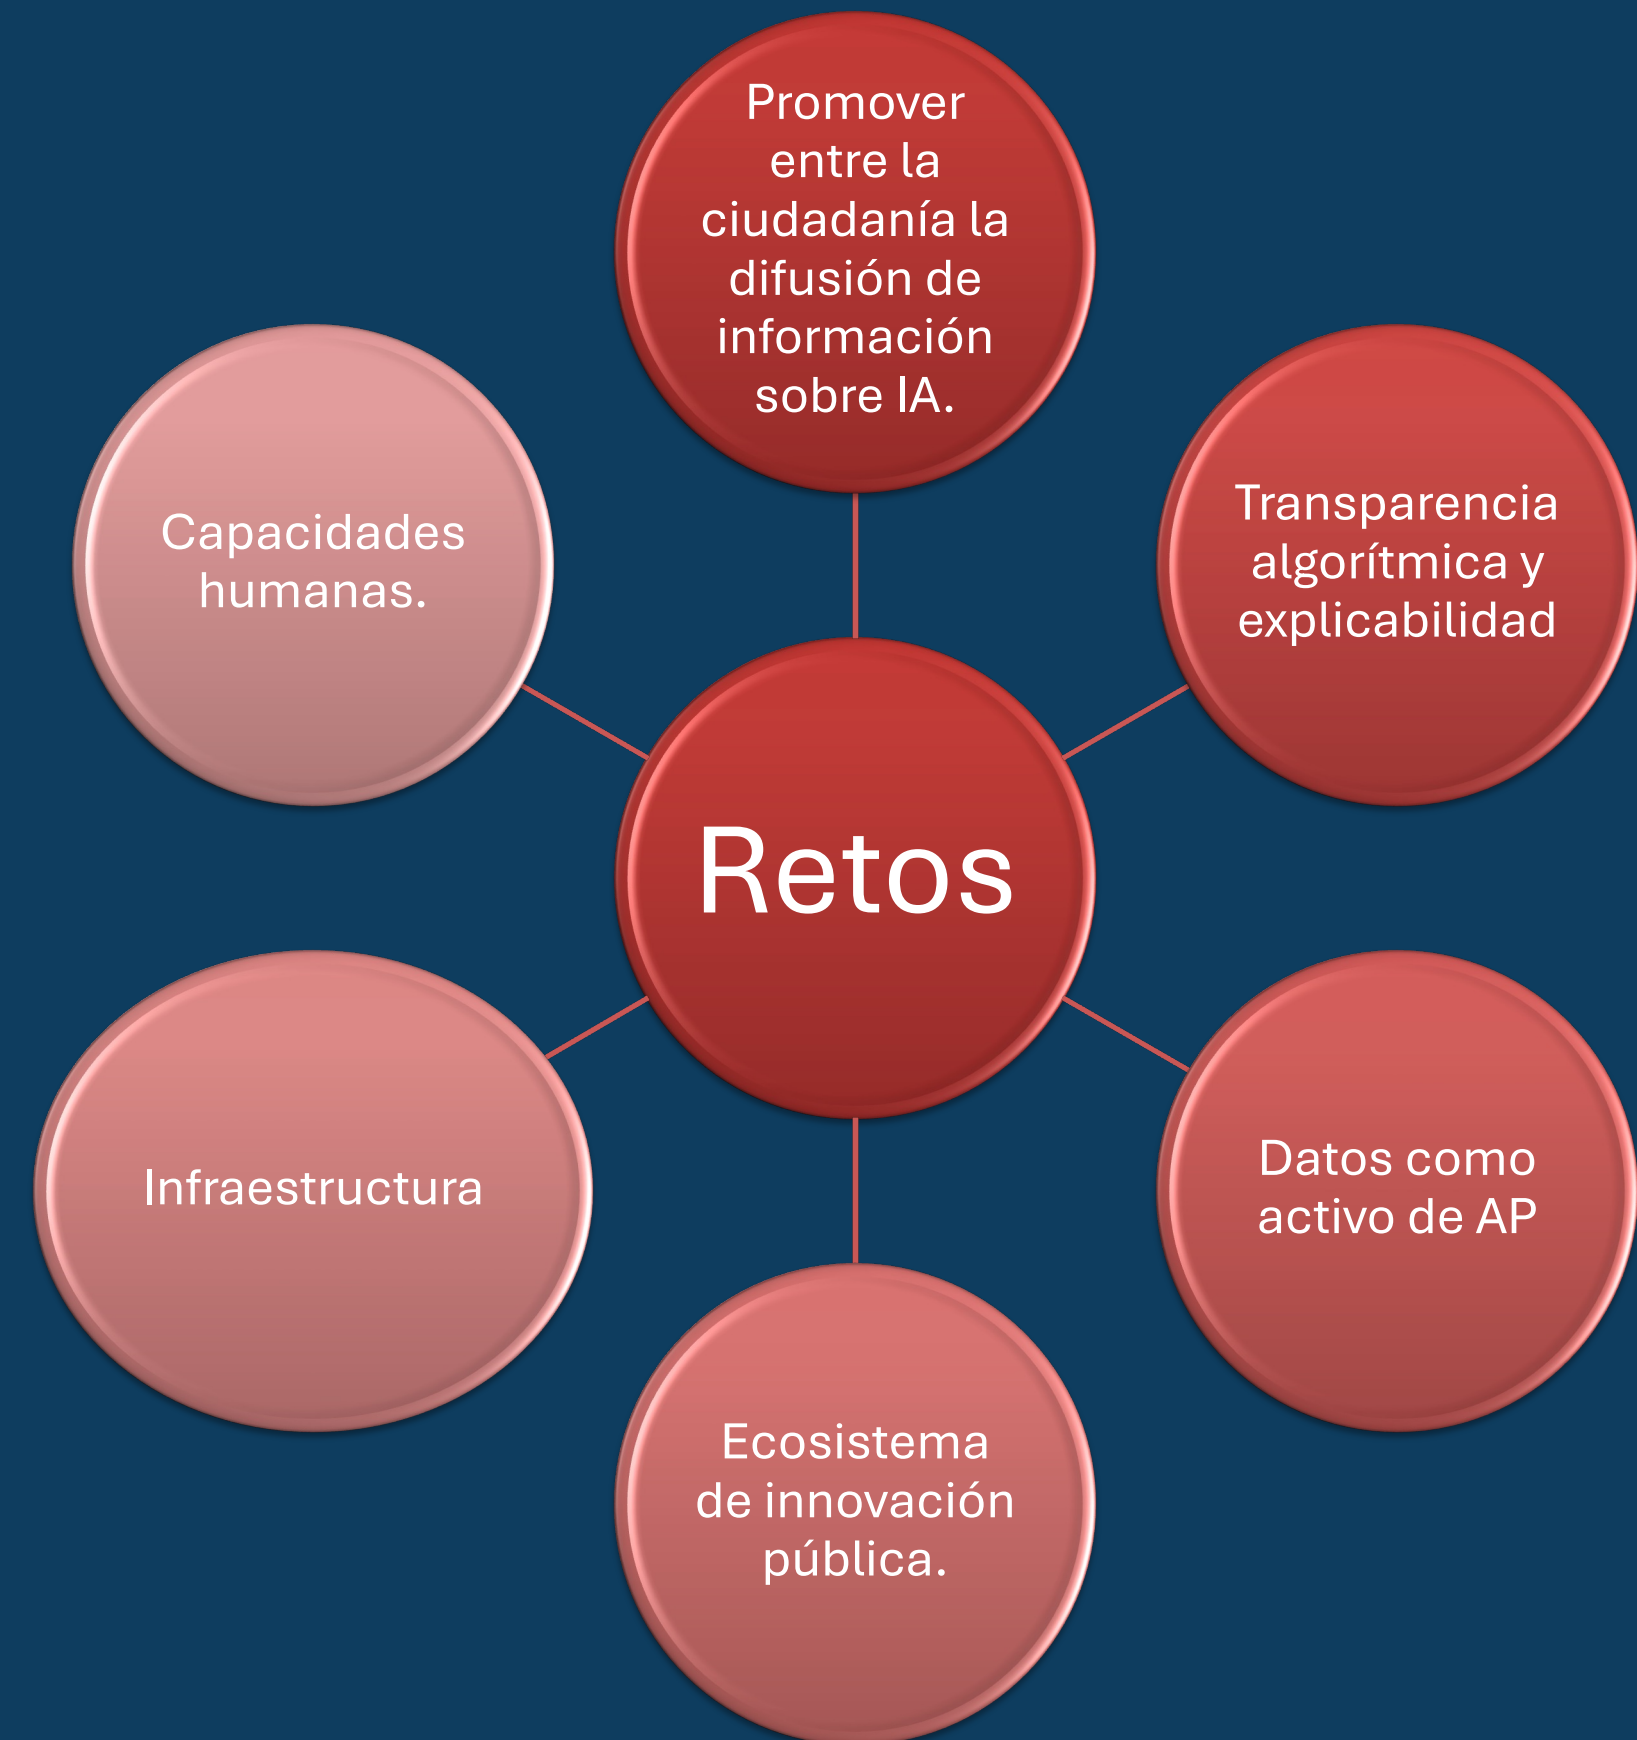 Promover
entre la
ciudadanía la
difusión de
información
sobre IA.
Transparencia
algorítmica y
explicabilidad
Datos como
activo de AP
Ecosistema
de innovación
pública.
Infraestructura
Capacidades
humanas.
Retos